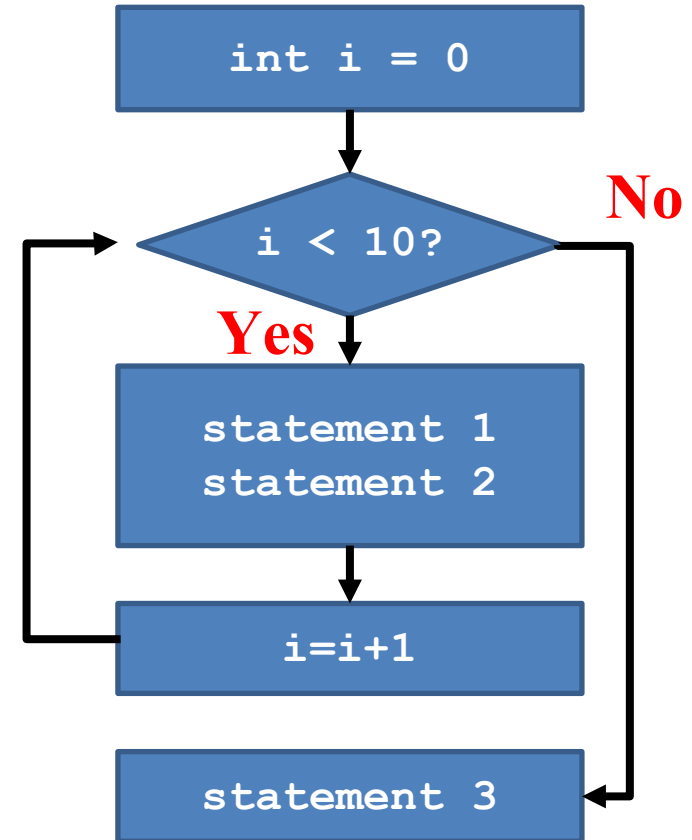 int i = 0
No
i < 10?
Yes
statement 1
statement 2
i=i+1
statement 3